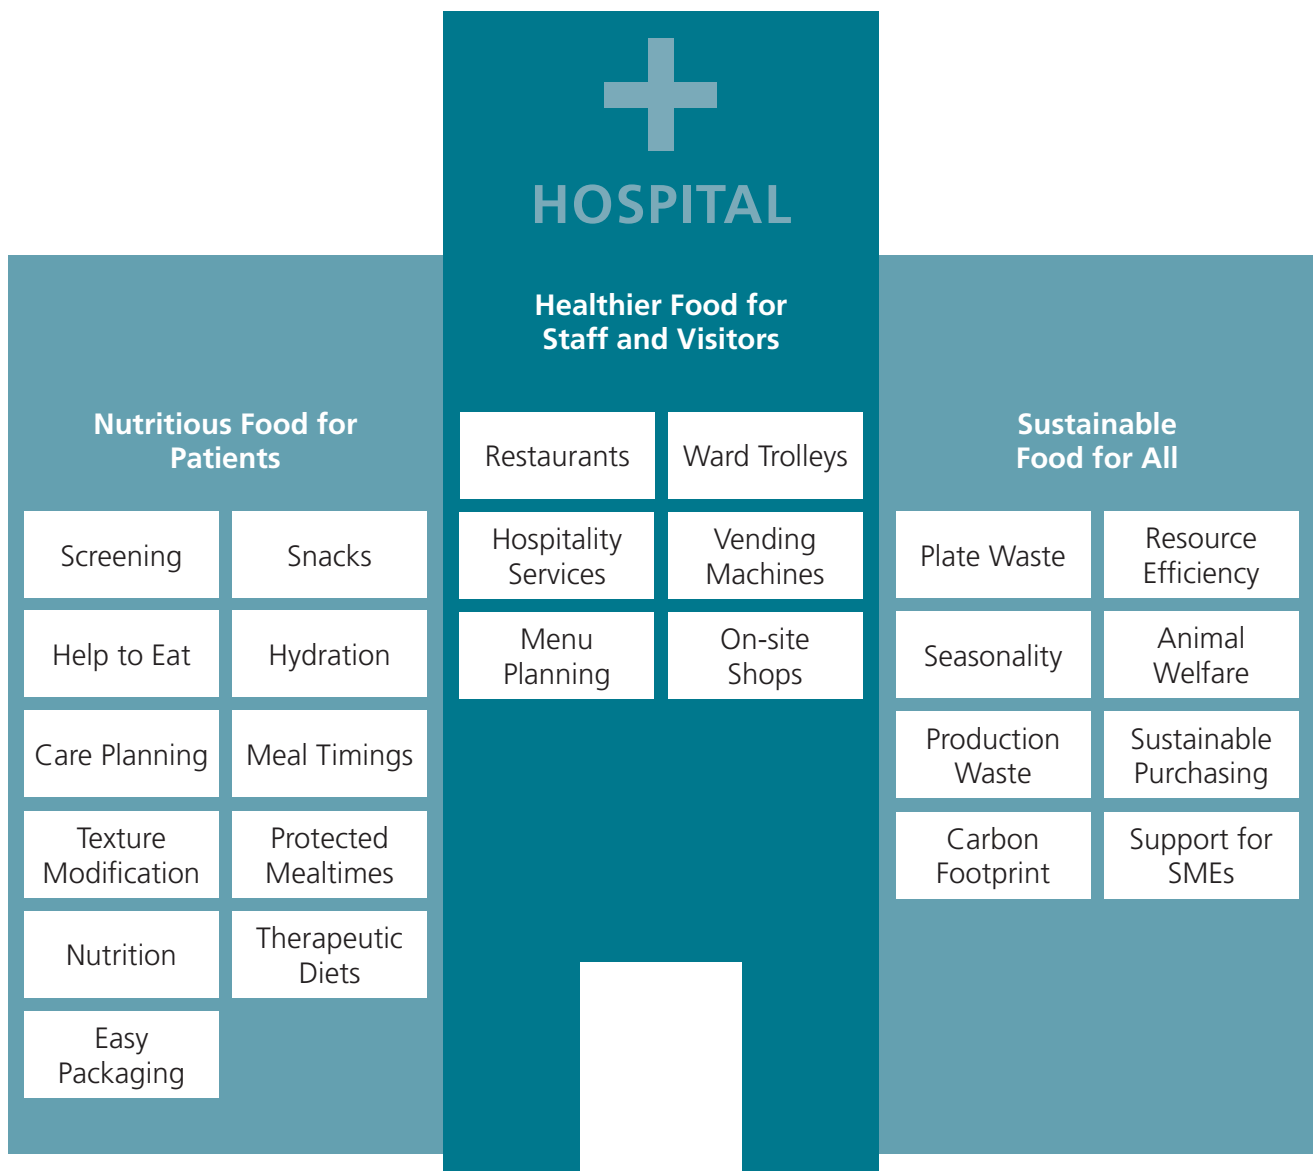 HOSPITAL
Healthier Food for
Staff and Visitors
Restaurants
Ward Trolleys
Hospitality
Services
Vending
Machines
Menu
Planning
On-site
Shops
Nutritious Food for
Patients
Screening
Snacks
Help to Eat
Hydration
Care Planning
Meal Timings
Texture
Modification
Protected
Mealtimes
Nutrition
Therapeutic
Diets
Easy
Packaging
Sustainable
Food for All
Plate Waste
Resource
Efficiency
Seasonality
Animal
Welfare
Production
Waste
Sustainable
Purchasing
Carbon
Footprint
Support for
SMEs